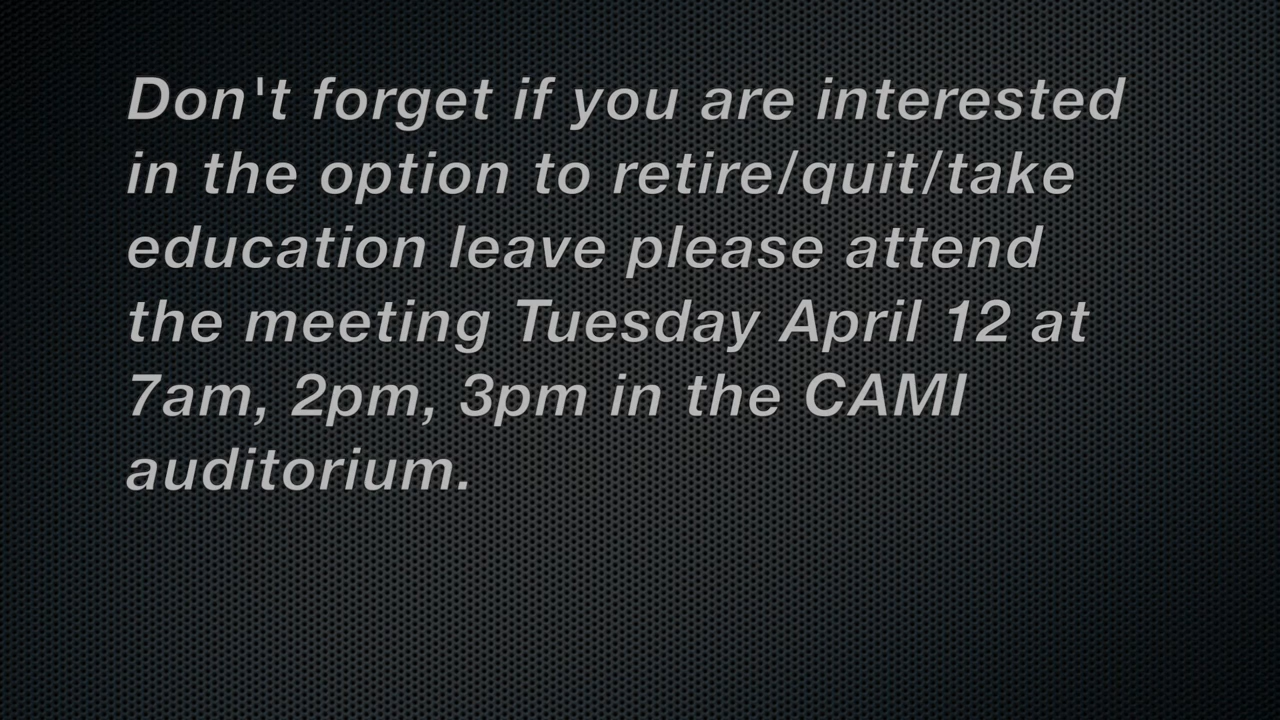 Don't forget if you are interested
in the option to retire/quit/take
education leave please attend
the meeting Tuesday April 12 at
7am, 2pm, 3pm in the CAMI
auditorium.